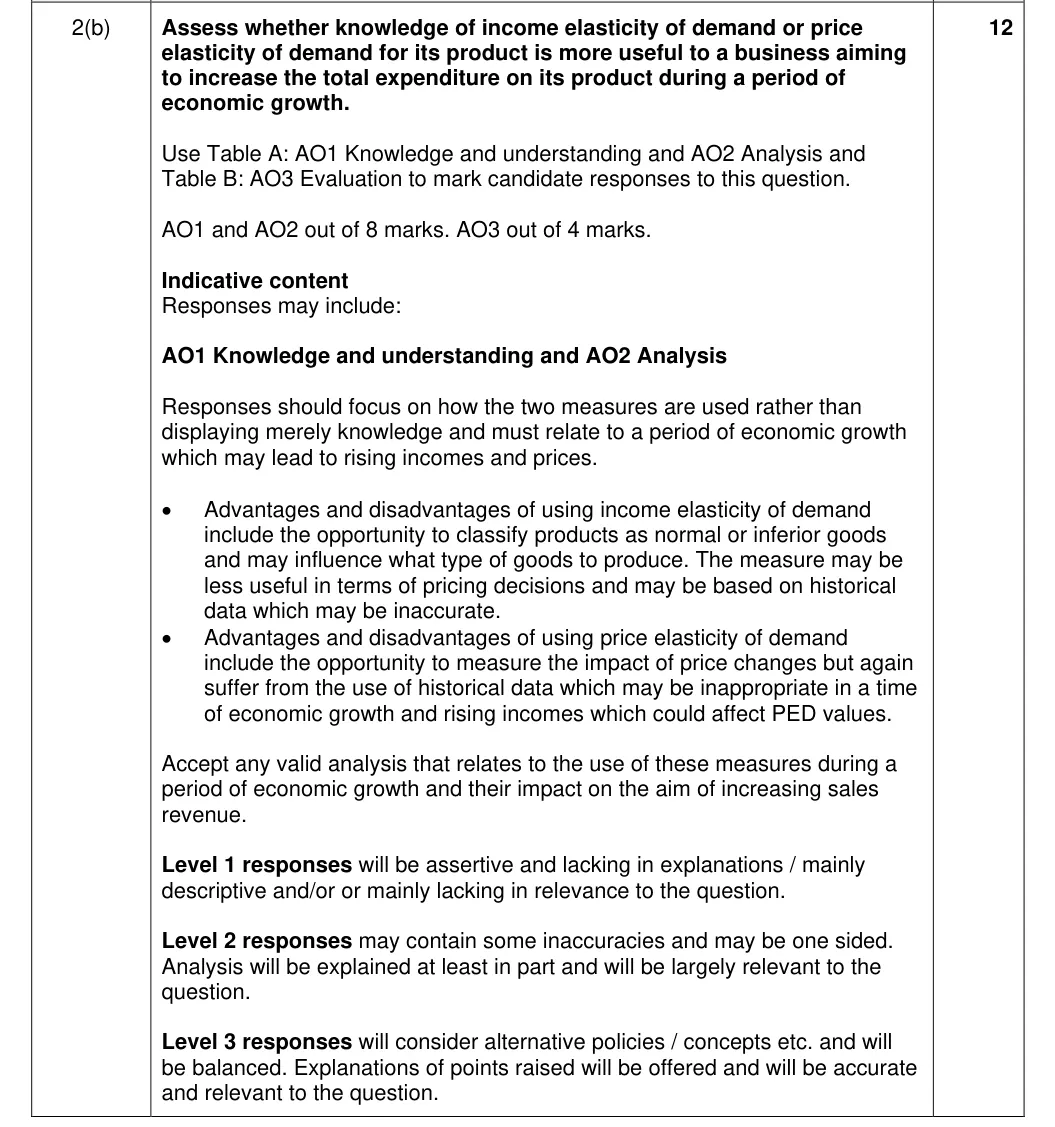 2(b)
Assess whether knowledge of income elasticity of demand or price
elasticity of demand for its product is more useful to a business aiming
to increase the total expenditure on its product during a period of
economic growth.
12
Use Table A: AO1 Knowledge and understanding and AO2 Analysis and
Table B: AO3 Evaluation to mark candidate responses to this question.
AO1 and AO2 out of 8 marks. AO3 out of 4 marks.
Indicative content
Responses may include:
AO1 Knowledge and understanding and AO2 Analysis
Responses should focus on how the two measures are used rather than
displaying merely knowledge and must relate to a period of economic growth
which may lead to rising incomes and prices.
• Advantages and disadvantages of using income elasticity of demand
include the opportunity to classify products as normal or inferior goods
and may influence what type of goods to produce. The measure may be
less useful in terms of pricing decisions and may be based on historical
data which may be inaccurate.
• Advantages and disadvantages of using price elasticity of demand
include the opportunity to measure the impact of price changes but again
suffer from the use of historical data which may be inappropriate in a time
of economic growth and rising incomes which could affect PED values.
Accept any valid analysis that relates to the use of these measures during a
period of economic growth and their impact on the aim of increasing sales
revenue.
Level 1 responses will be assertive and lacking in explanations / mainly
descriptive and/or or mainly lacking in relevance to the question.
Level 2 responses may contain some inaccuracies and may be one sided.
Analysis will be explained at least in part and will be largely relevant to the
question.
Level 3 responses will consider alternative policies / concepts etc. and will
be balanced. Explanations of points raised will be offered and will be accurate
and relevant to the question.